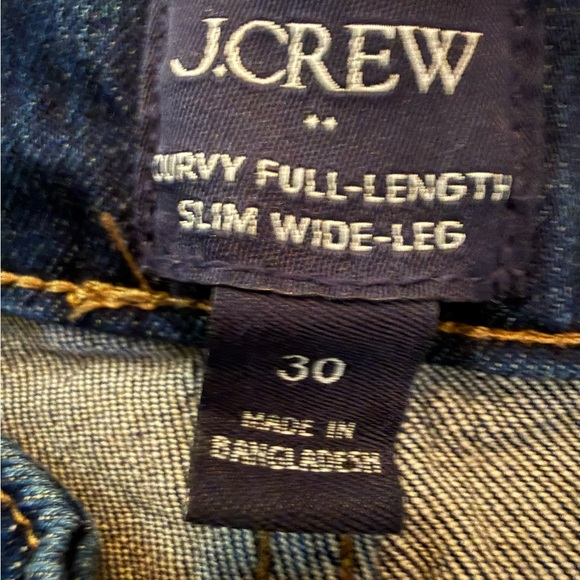 J.CREW
CURVY FULL-LENGTH
SLIM WIDE-LEG
30
MADE IN
BANGLADESH